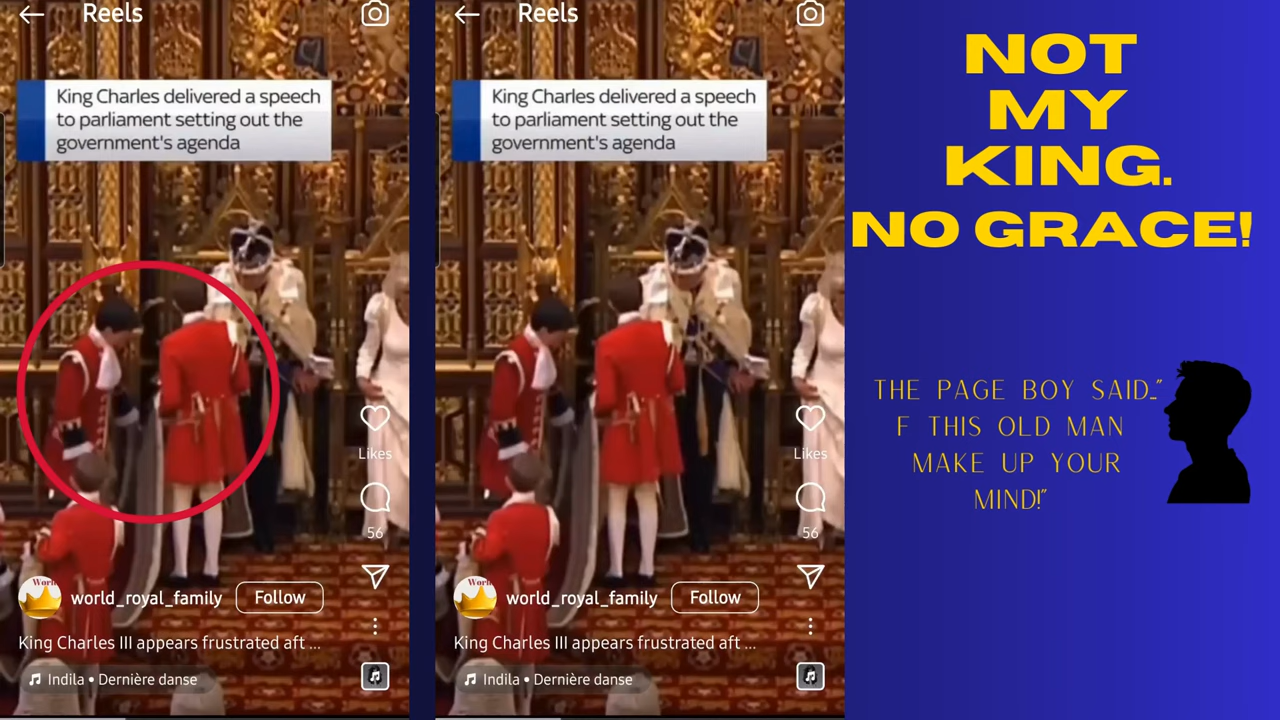 Reels
King Charles delivered a speech
to parliament setting out the
government's agenda
Likes
56
World
world_royal_family
Follow
King Charles III appears frustrated aft ...
Indila • Dernière danse
Reels
King Charles delivered a speech
to parliament setting out the
government's agenda
Likes
56
World
world_royal_family
Follow
King Charles III appears frustrated aft ...
Indila • Dernière danse
NOT
MY
KING.
NO GRACE!
THE PAGE BOY SAID.."
F THIS OLD MAN
MAKE UP YOUR
MIND!"